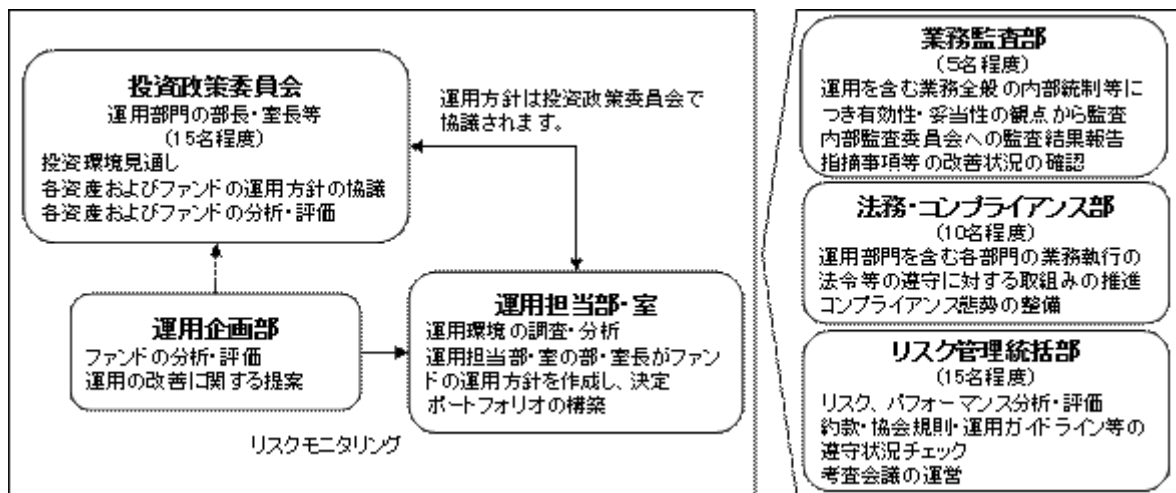 投資政策委員会
運用部門の部長・室長等
(15名程度)
投資環境見通し
各資産およびファンドの運用方針の協議
各資産およびファンドの分析・評価
運用方針は投資政策委員会で
協議されます。
運用企画部
ファンドの分析・評価
運用の改善に関する提案
運用担当部・室
運用環境の調査・分析
運用担当部・室の部・室長がファン
ドの運用方針を作成し、決定
ポートフォリオの構築
リスクモニタリング
業務監査部
(5名程度)
運用を含む業務全般の内部統制等に
つき有効性・妥当性の観点から監査
内部監査委員会への監査結果報告
指摘事項等の改善状況の確認
法務・コンプライアンス部
(10名程度)
運用部門を含む各部門の業務執行の
法令等の遵守に対する取組みの推進
コンプライアンス態勢の整備
リスク管理統括部
(15名程度)
リスク、パフォーマンス分析・評価
約款・協会規則・運用ガイドライン等の
遵守状況チェック
考査会議の運営